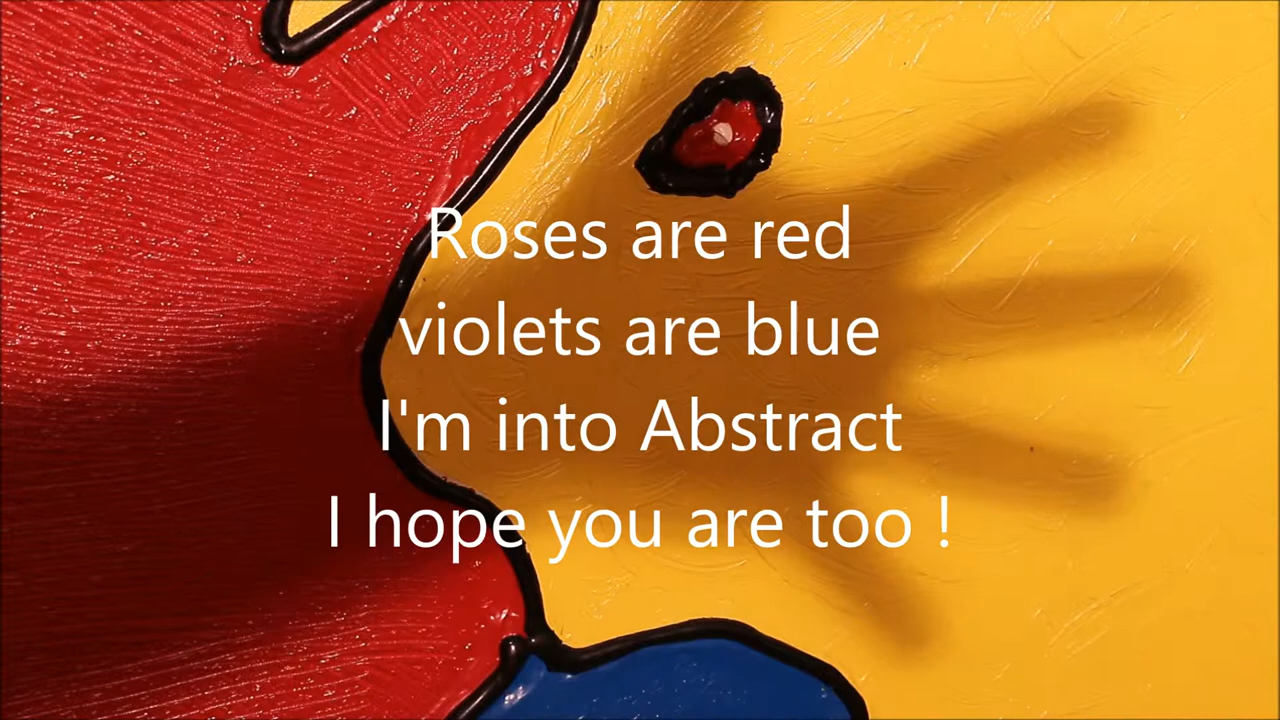 Roses are red
violets are blue
I'm into Abstract
I hope you are too !